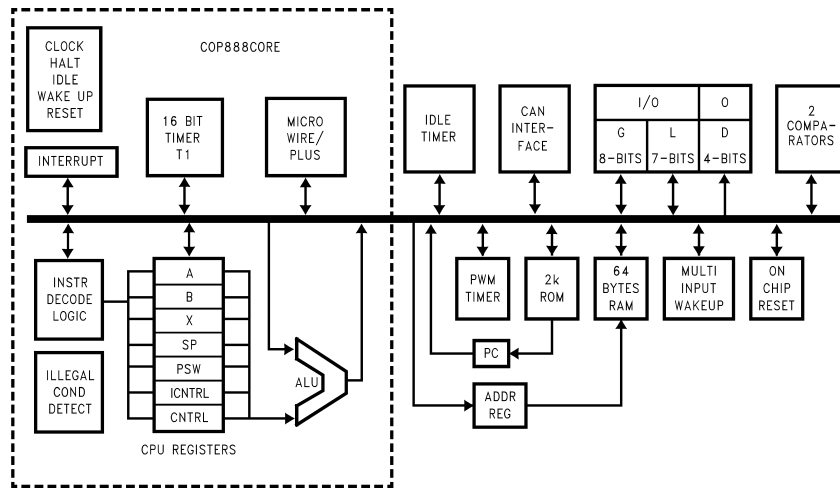 COP888CORE
CLOCK
HALT
IDLE
WAKE UP
RESET
INTERRUPT
16 BIT
TIMER
T1
MICRO
WIRE/
PLUS
IDLE
TIMER
CAN
INTER-
FACE
I/O
O
G
L
D
8-BITS
7-BITS
4-BITS
2
COMPA-
RATORS
INSTR
DECODE
LOGIC
A
B
X
SP
PSW
ICNTRL
CNTRL
CPU REGISTERS
ILLEGAL
COND
DETECT
ALU
PWM
TIMER
2k
ROM
64
BYTES
RAM
MULTI
INPUT
WAKEUP
ON
CHIP
RESET
PC
ADDR
REG